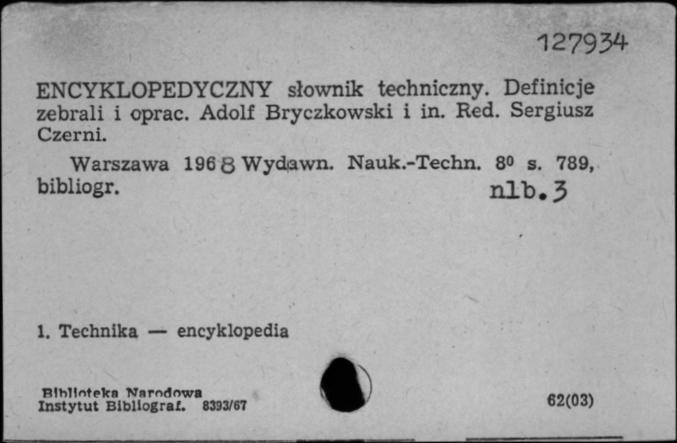 127934
ENCYKLOPEDYCZNY słownik techniczny. Definicje
zebrali i oprac. Adolf Bryczkowski i in. Red. Sergiusz
Czerni.
Warszawa 1968 Wydawn. Nauk.-Techn. 8⁰ s. 789,
bibliogr. nlb.3
1. Technika — encyklopedia
Biblioteka Narodowa
Instytut Bibliograf. 8393/67
62(03)